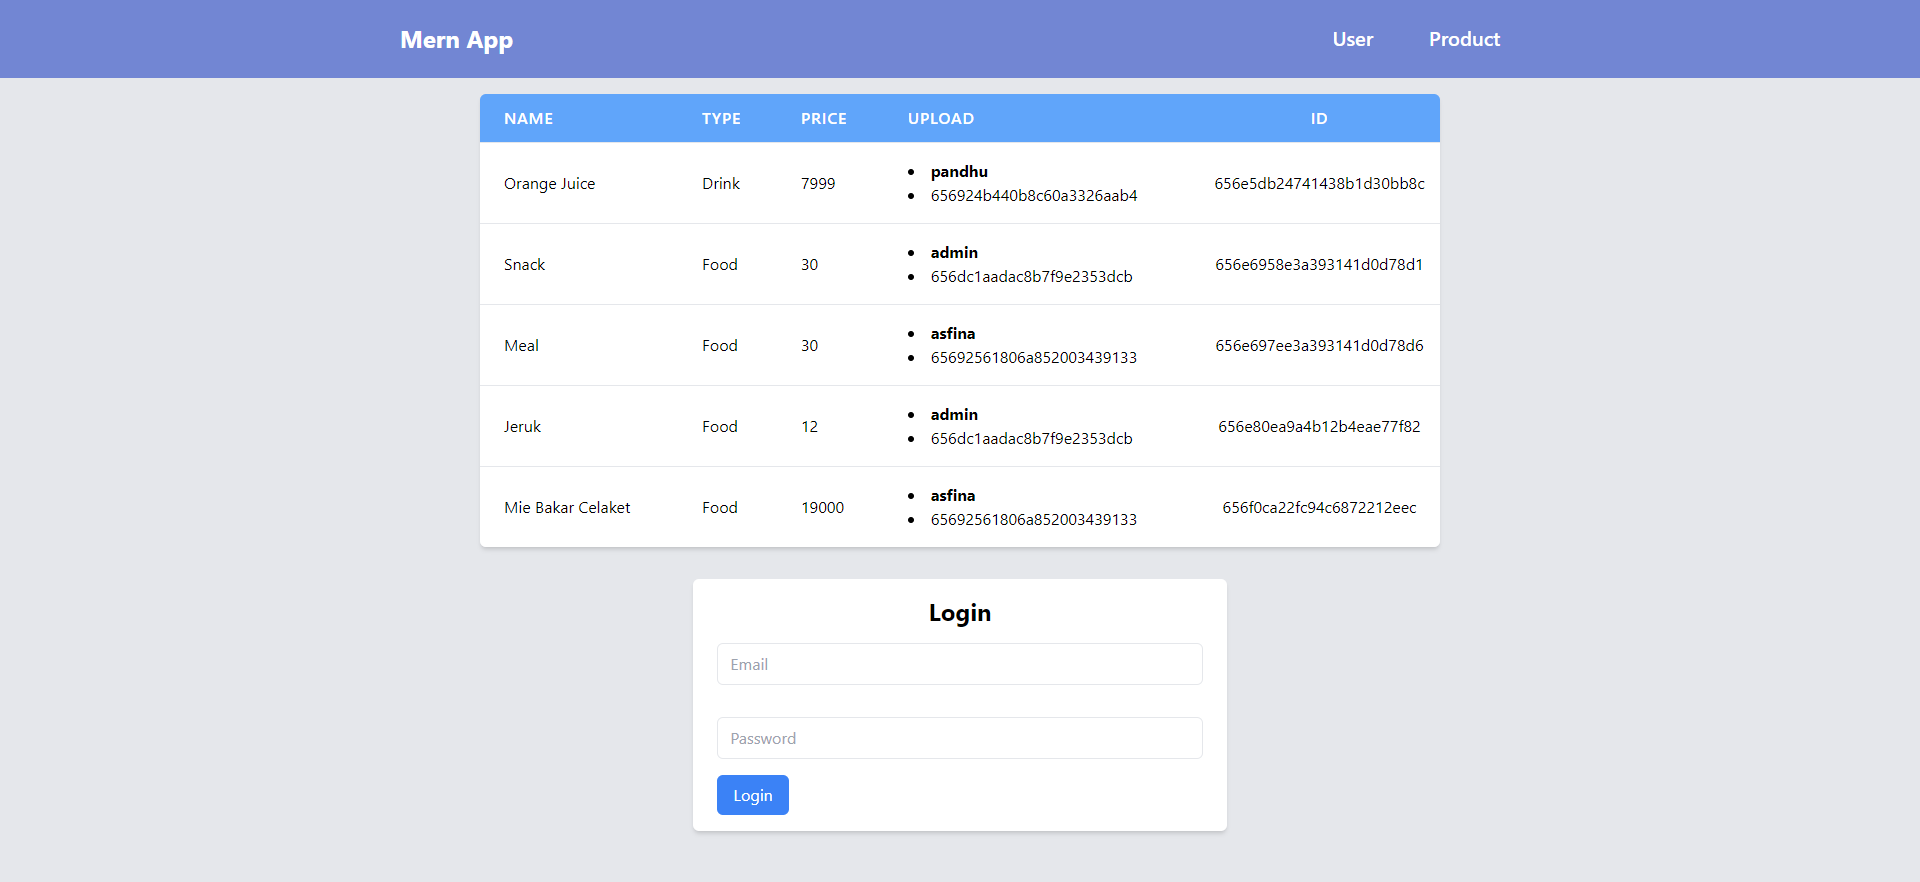 Mern App User Product
NAME TYPE PRICE UPLOAD ID
Orange Juice Drink 7999 pandhu 656e5db24741438b1d30bb8c
656924b440b8c60a3326aab4
Snack Food 30 admin 656e6958e3a393141d0d78d1
656dc1aadac8b7f9e2353dcb
Meal Food 30 asfina 656e697ee3a393141d0d78d6
65692561806a852003439133
Jeruk Food 12 admin 656e80ea9a4b12b4eae77f82
656dc1aadac8b7f9e2353dcb
Mie Bakar Celaket Food 19000 asfina 656f0ca22fc94c6872212eec
65692561806a852003439133
Login
Email
Password
Login